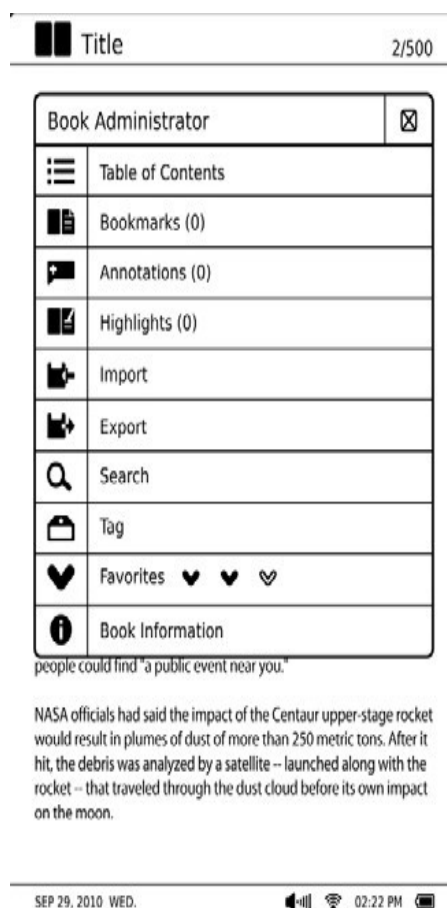 Title
2/500
Book Administrator
Table of Contents
Bookmarks (0)
Annotations (0)
Highlights (0)
Import
Export
Search
Tag
Favorites
Book Information
people could find "a public event near you."
NASA officials had said the impact of the Centaur upper-stage rocket
would result in plumes of dust of more than 250 metric tons. After it
hit, the debris was analyzed by a satellite -- launched along with the
rocket -- that traveled through the dust cloud before its own impact
on the moon.
SEP 29, 2010 WED.
02:22 PM